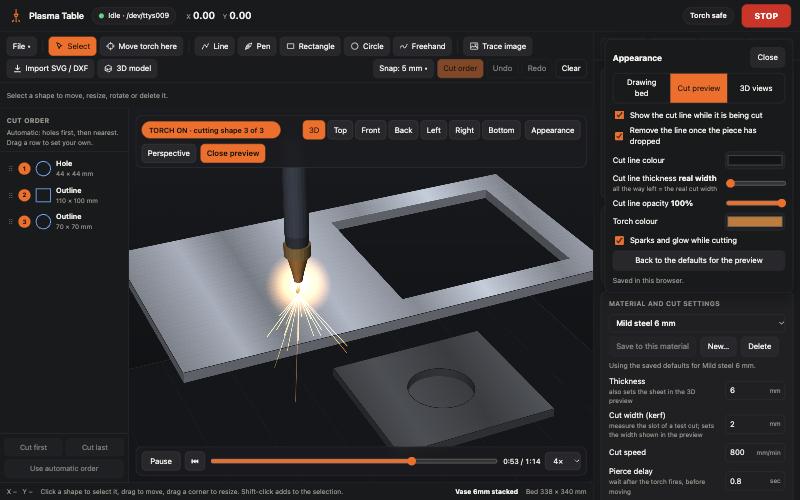 Plasma Table
Idle · /dev/ttys009
X 0.00 Y 0.00
Torch safe
STOP
File
Select
Move torch here
Line
Pen
Rectangle
Circle
Freehand
Trace image
Import SVG / DXF
3D model
Snap: 5 mm
Cut order
Undo
Redo
Clear
Select a shape to move, resize, rotate or delete it.
CUT ORDER
Automatic: holes first, then nearest.
Drag a row to set your own.
1 Hole
44 × 44 mm
2 Outline
110 × 100 mm
3 Outline
70 × 70 mm
Cut first
Cut last
Use automatic order
TORCH ON · cutting shape 3 of 3
3D
Top
Front
Back
Left
Right
Bottom
Appearance
Perspective
Close preview
Pause
0:53 / 1:14
4×
Appearance
Close
Drawing bed
Cut preview
3D views
Show the cut line while it is being cut
Remove the line once the piece has
dropped
Cut line colour
Cut line thickness real width
all the way left = the real cut width
Cut line opacity 100%
Torch colour
Sparks and glow while cutting
Back to the defaults for the preview
Saved in this browser.
MATERIAL AND CUT SETTINGS
Mild steel 6 mm
Save to this material
New...
Delete
Using the saved defaults for Mild steel 6 mm.
Thickness
also sets the sheet in the 3D
preview
6 mm
Cut width (kerf)
measure the slot of a test cut; sets
the width shown in the preview
2 mm
Cut speed
800 mm/min
Pierce delay
wait after the torch fires, before
moving
0.8 sec
X – Y – Click a shape to select it, drag to move, drag a corner to resize. Shift-click adds to the selection.
Vase 6mm stacked
Bed 338 × 340 mm